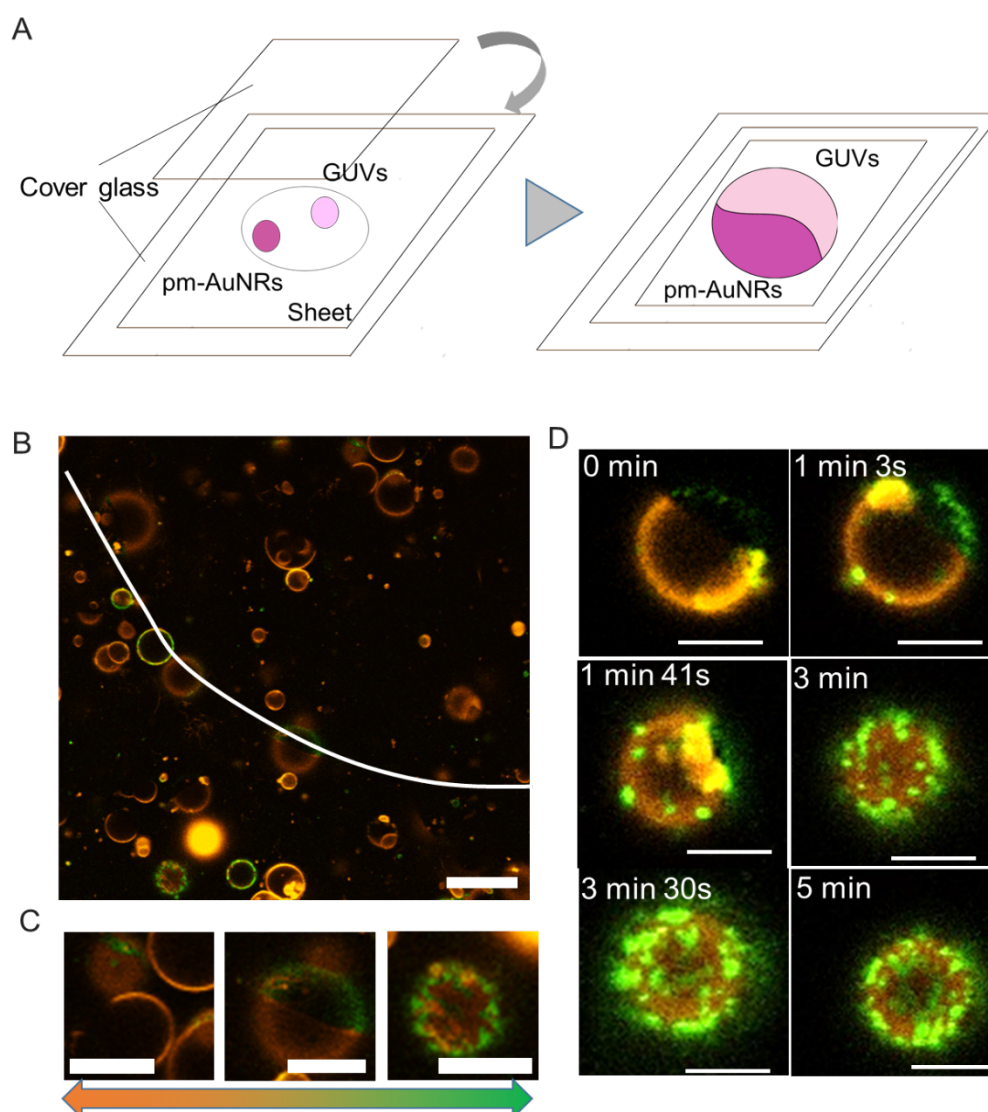 A
GUVs
Cover glass
pm-AuNRs
Sheet
GUVs
pm-AuNRs
B
D
0 min
1 min 3s
1 min 41s
3 min
3 min 30s
5 min
C